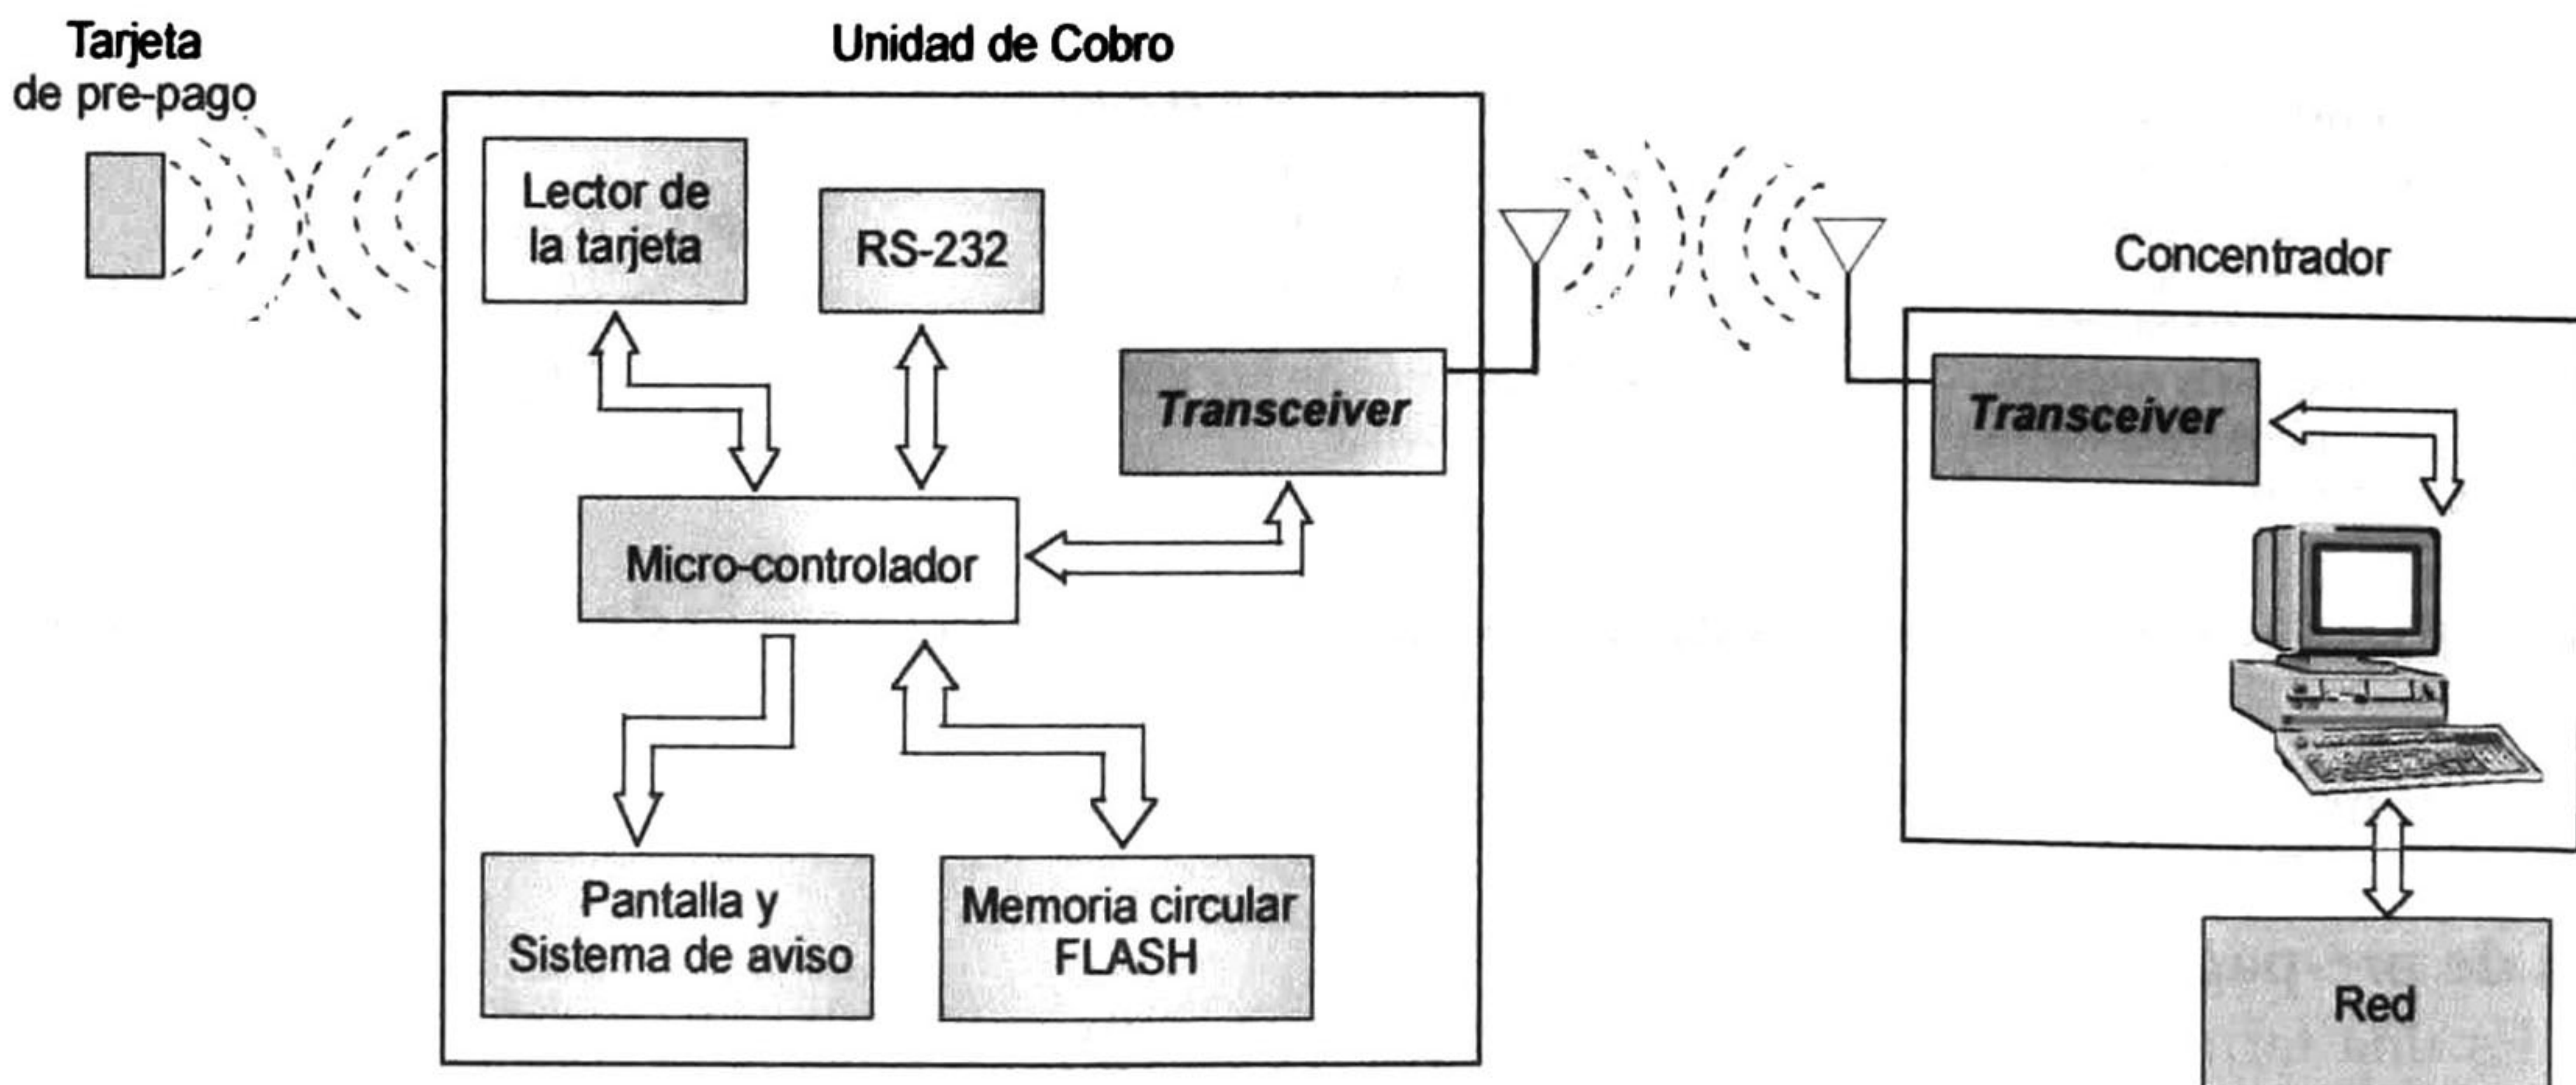 Tarjeta
de pre-pago
Unidad de Cobro
Lector de
la tarjeta
RS-232
Transceiver
Micro-controlador
Pantalla y
Sistema de aviso
Memoria circular
FLASH
Concentrador
Transceiver
Red